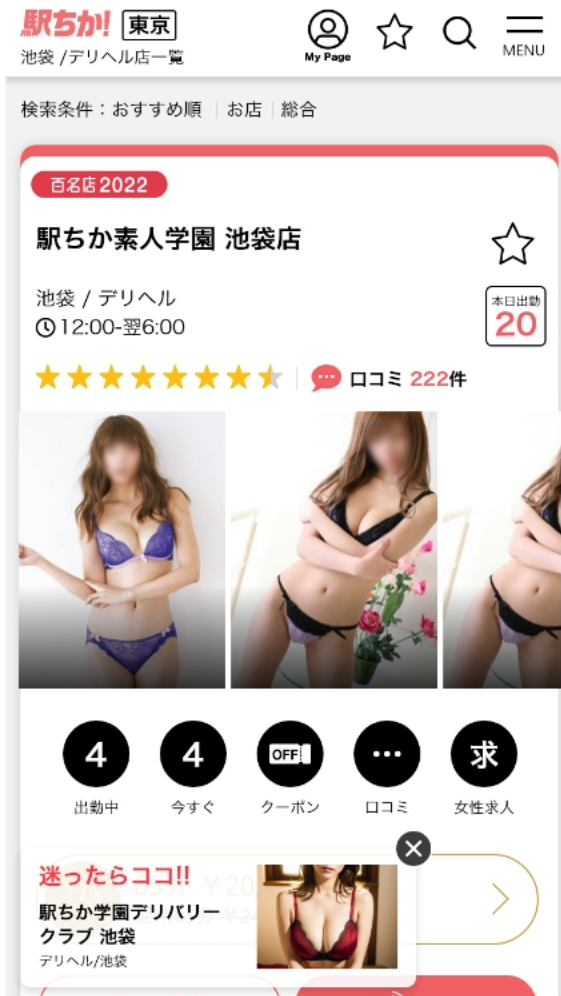 駅ちか! 東京
池袋 /デリヘル店一覧
My Page
MENU
検索条件：おすすめ順 お店 総合
百名店2022
駅ちか素人学園 池袋店
池袋 / デリヘル
12:00-翌6:00
本日出勤
20
口コミ 222件
4 4 OFF 求
出勤中 今すぐ クーポン 口コミ 女性求人
迷ったらココ!!
駅ちか学園デリバリー
クラブ 池袋
デリヘル/池袋